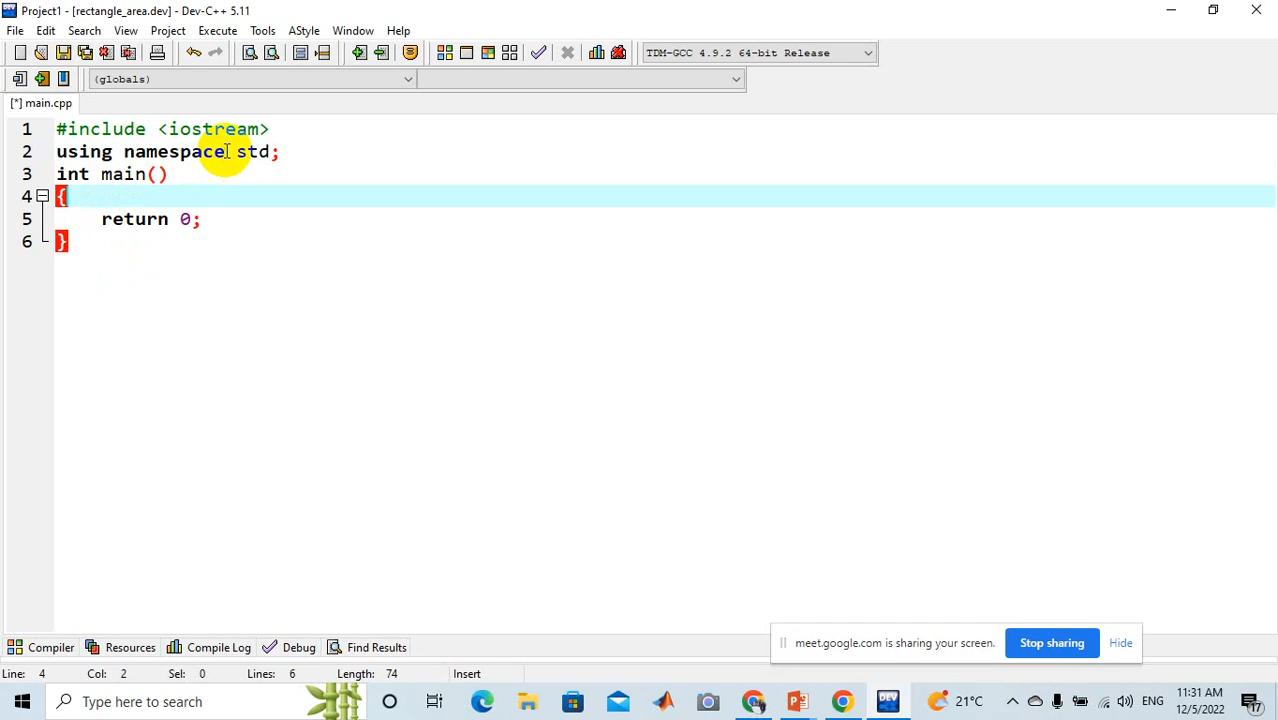 Project1 - [rectangle_area.dev] - Dev-C++ 5.11
File Edit Search View Project Execute Tools AStyle Window Help
TDM-GCC 4.9.2 64-bit Release
(globals)
[*] main.cpp
1 #include <iostream>
2 using namespace std;
3 int main()
4 {
5 return 0;
6 }
meet.google.com is sharing your screen. Stop sharing Hide
Compiler Resources Compile Log Debug Find Results
Line: 4 Col: 2 Sel: 0 Lines: 6 Length: 74 Insert
Type here to search
DEV
21°C
ENG
11:31 AM
12/5/2022
17